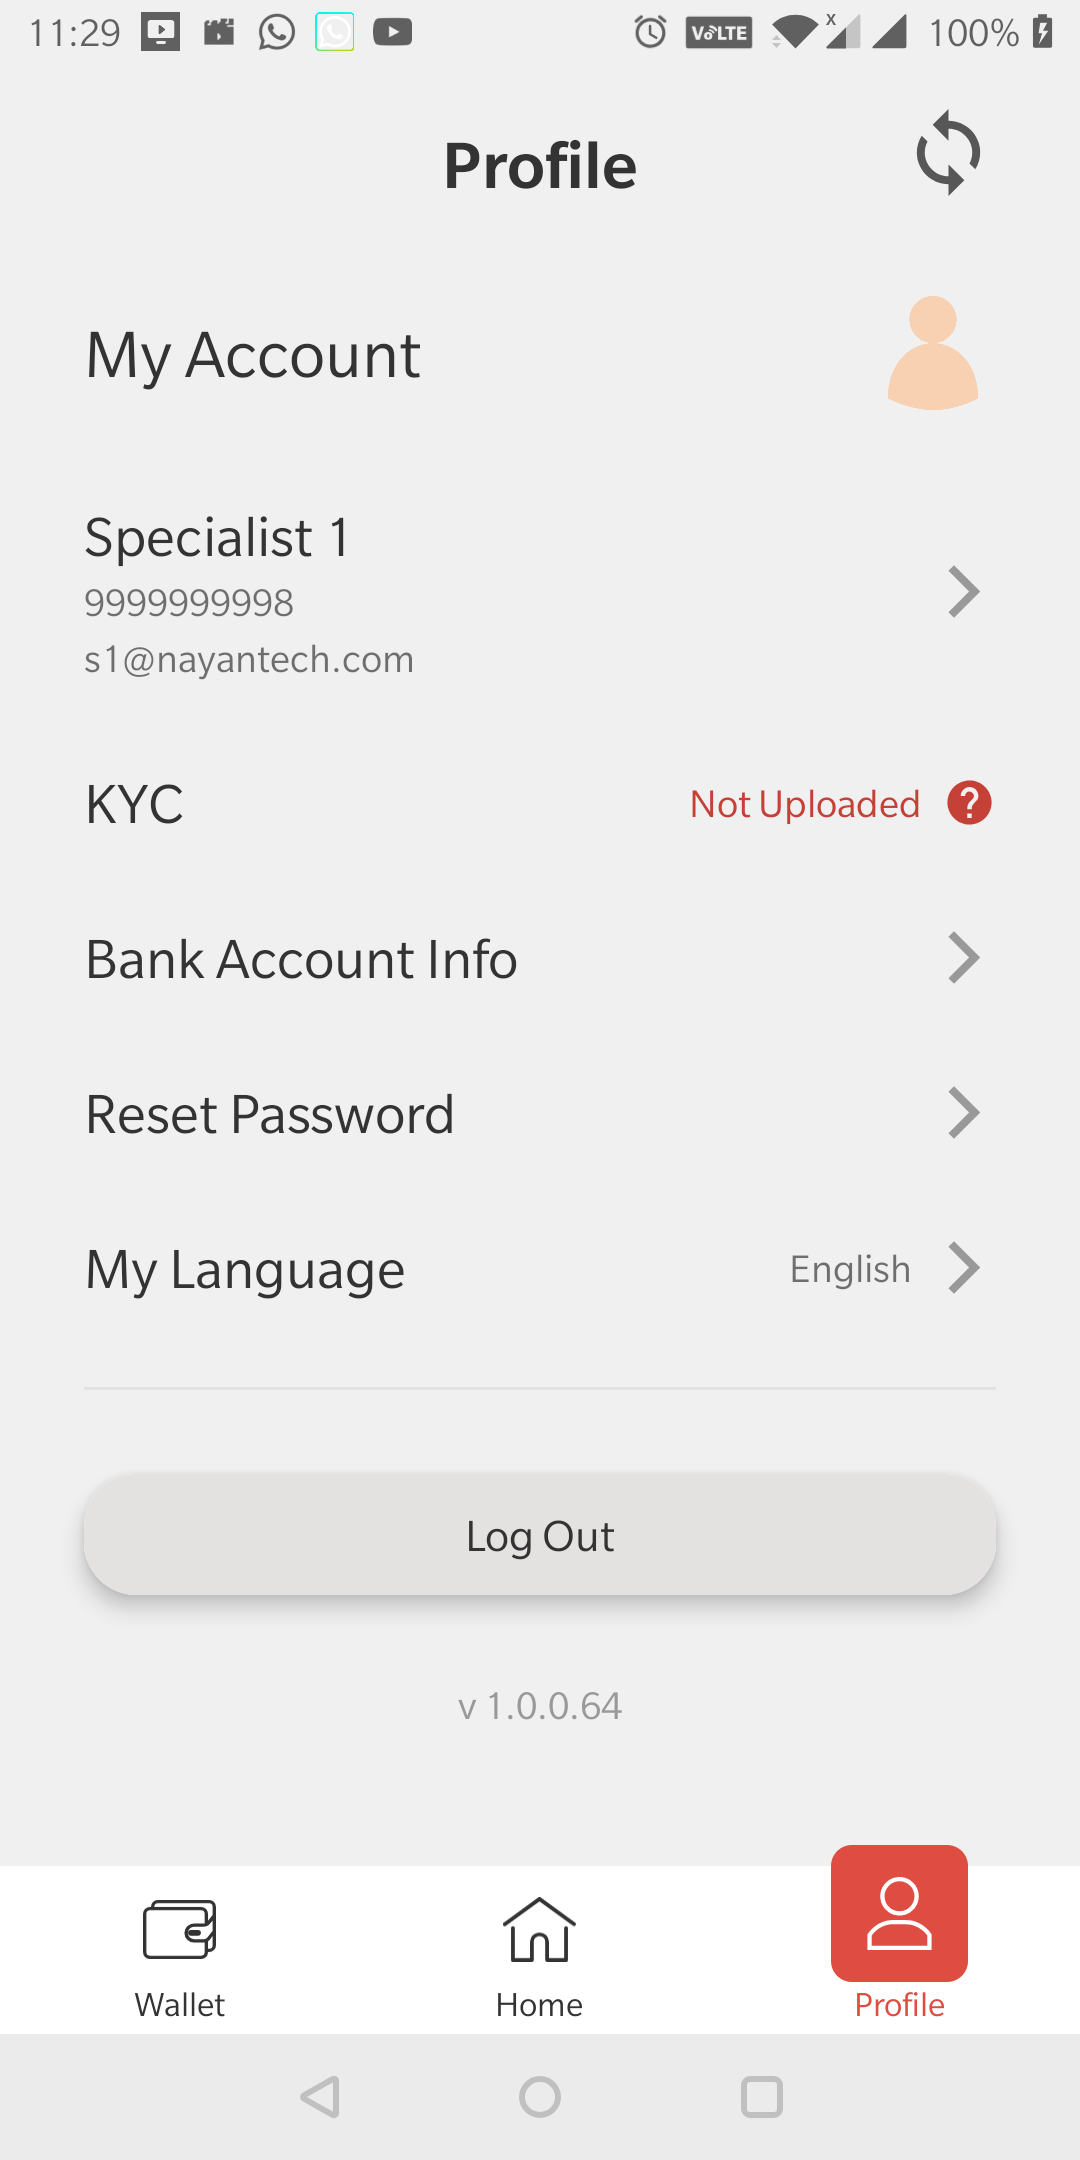 11:29 VoLTE x 100%
Profile
My Account
Specialist 1
9999999998
s1@nayantech.com
KYC Not Uploaded ?
Bank Account Info
Reset Password
My Language English
Log Out
v 1.0.0.64
Wallet Home Profile